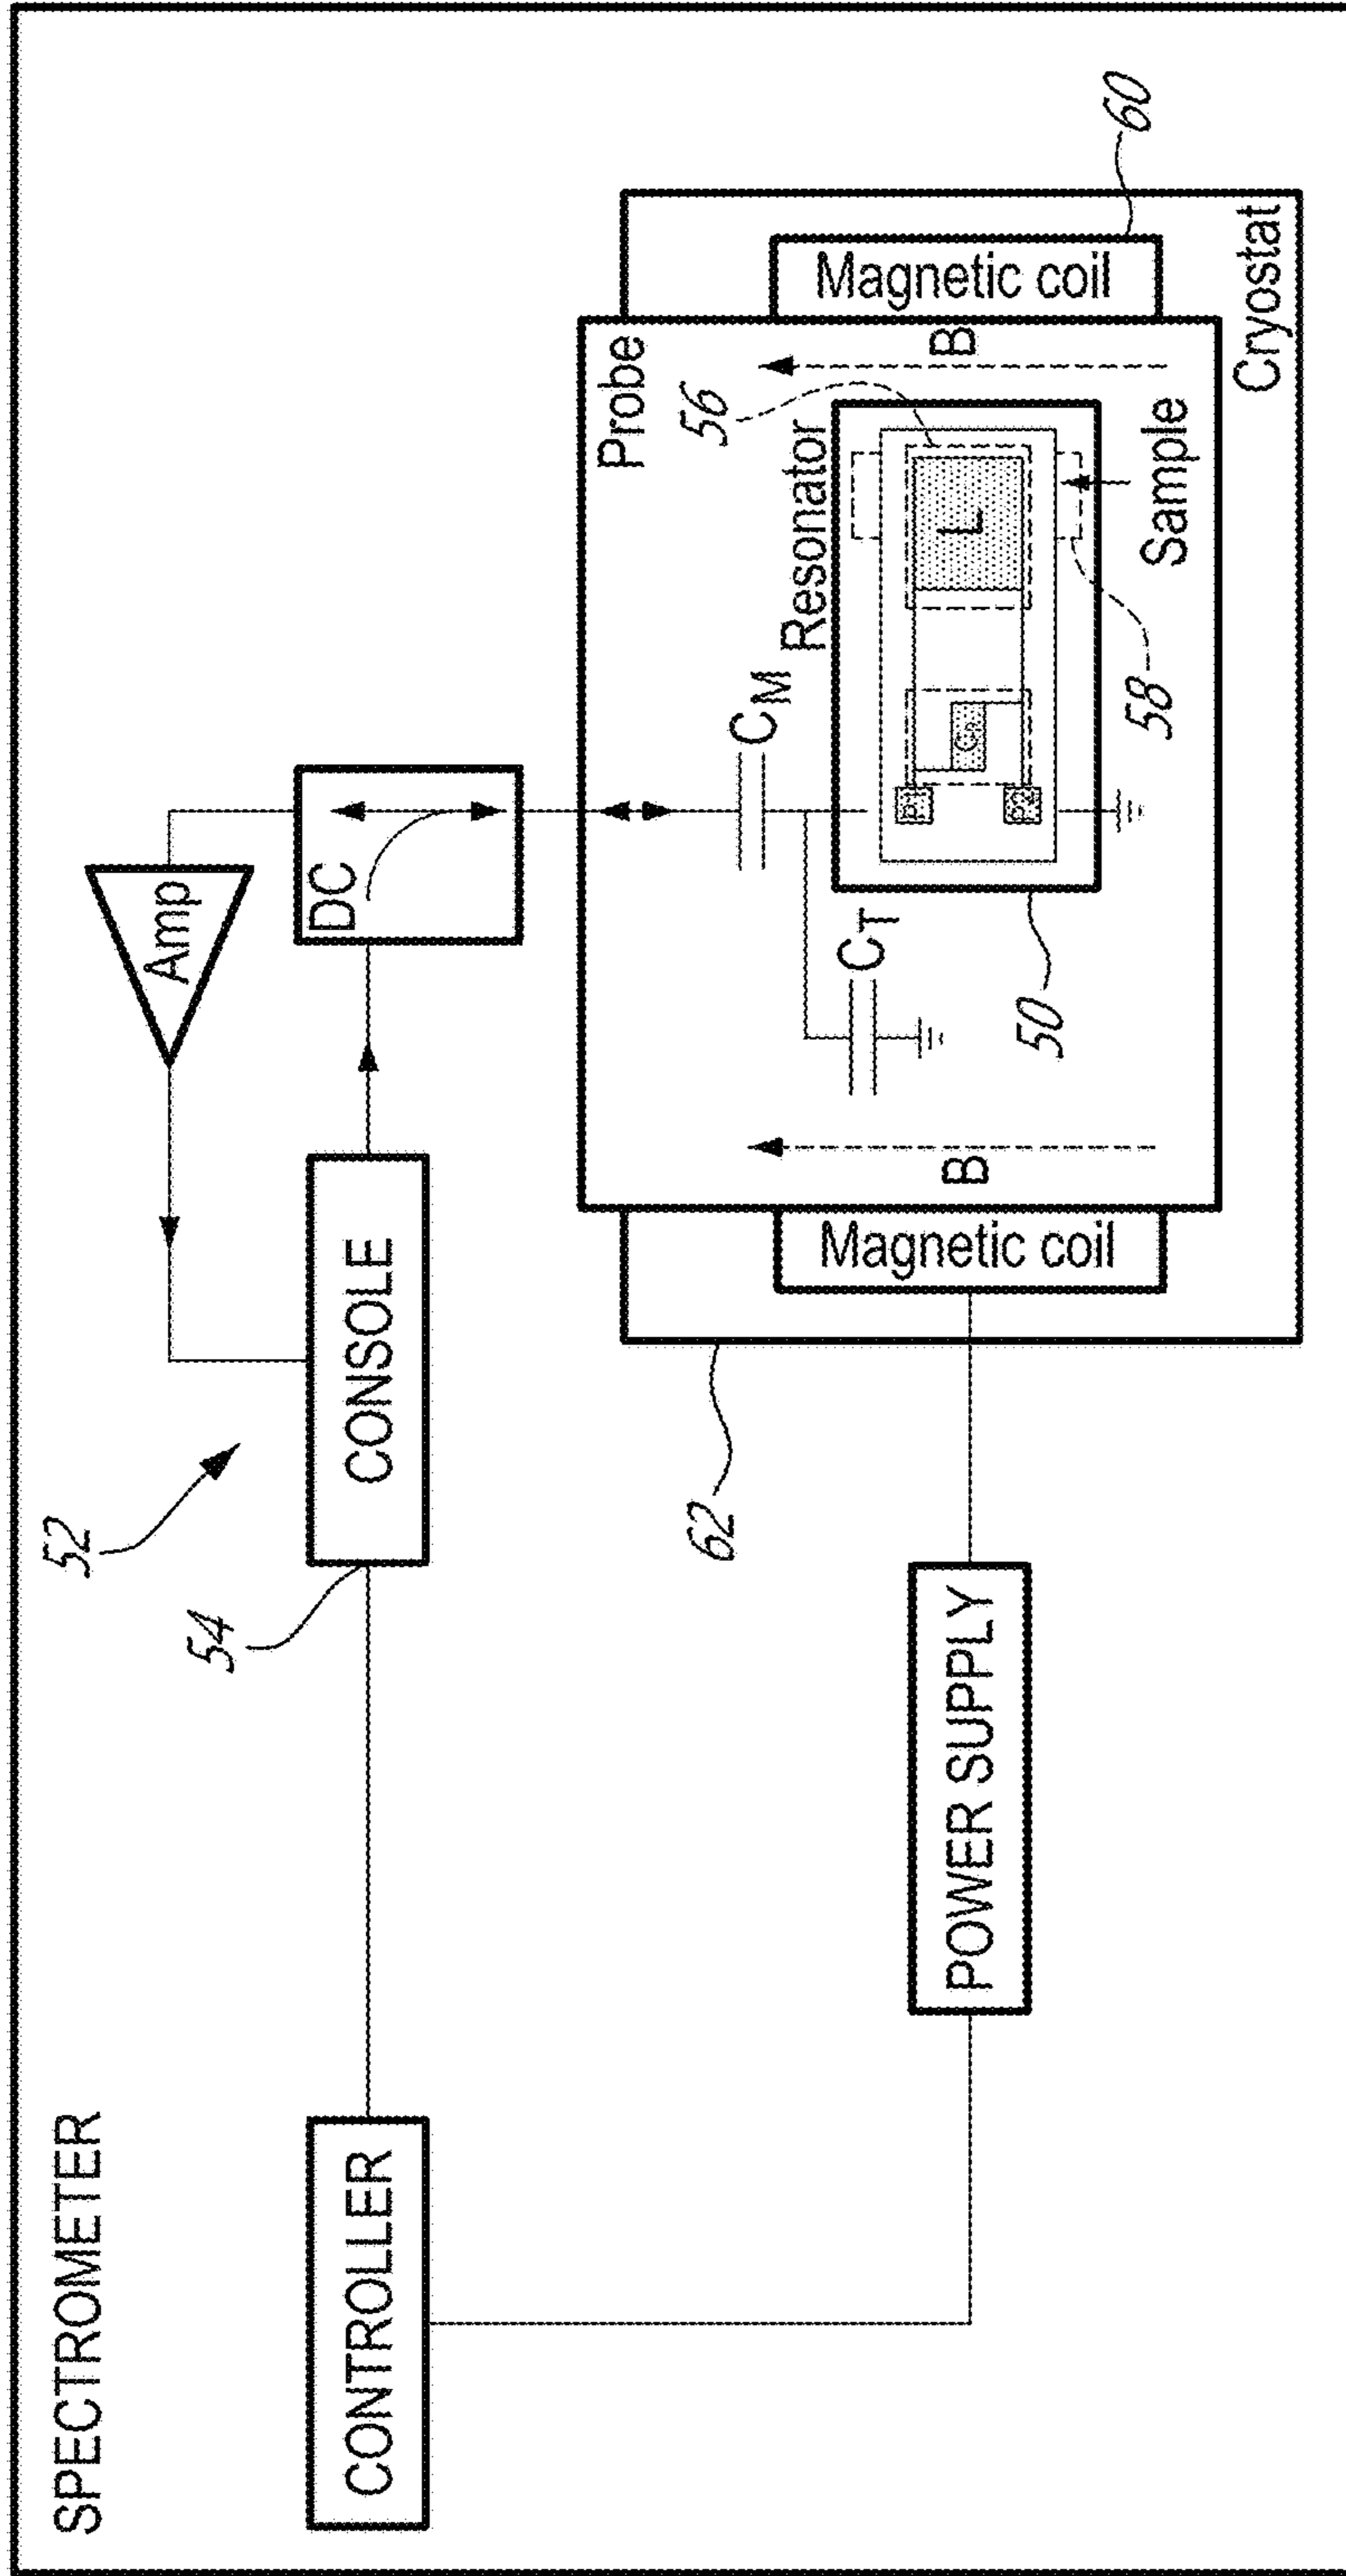 SPECTROMETER
52
Amp
54
CONTROLLER
CONSOLE
DC
Probe
60
62
C_M
56
Resonator
C_T
Magnetic coil
B
POWER SUPPLY
Magnetic coil
B
L
50
58
Sample
Cryostat